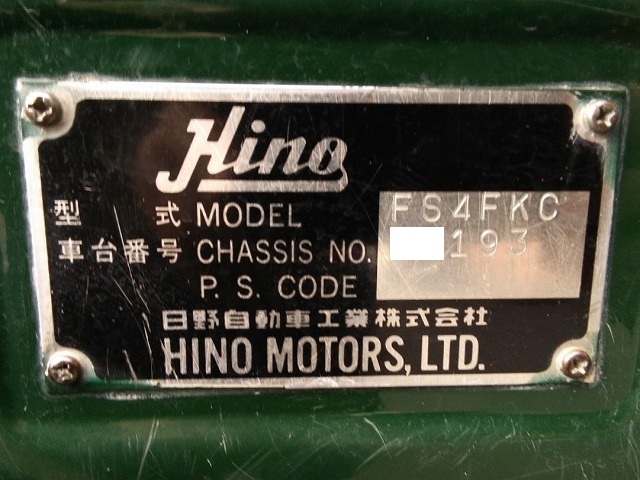 Hino
型 式 MODEL FS4FKC
車台番号 CHASSIS NO. 193
P. S. CODE
日野自動車工業株式会社
HINO MOTORS, LTD.